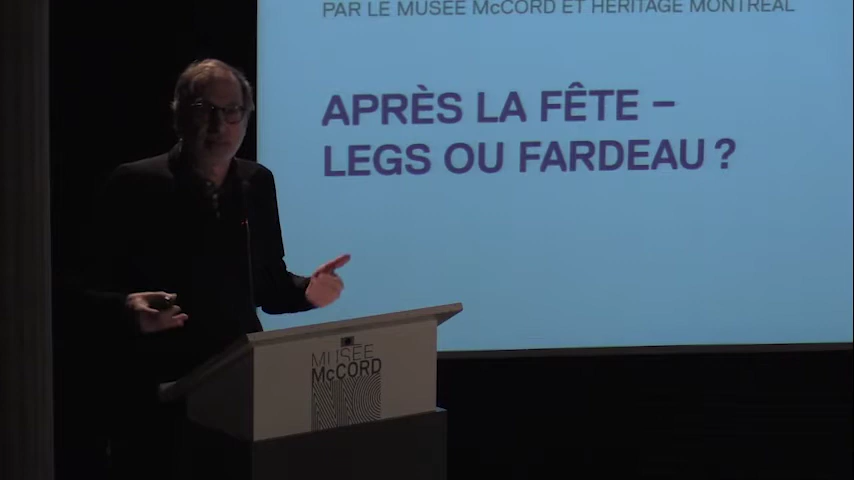 PAR LE MUSÉE McCORD ET HÉRITAGE MONTRÉAL
APRÈS LA FÊTE –
LEGS OU FARDEAU ?
MUSÉE
McCORD